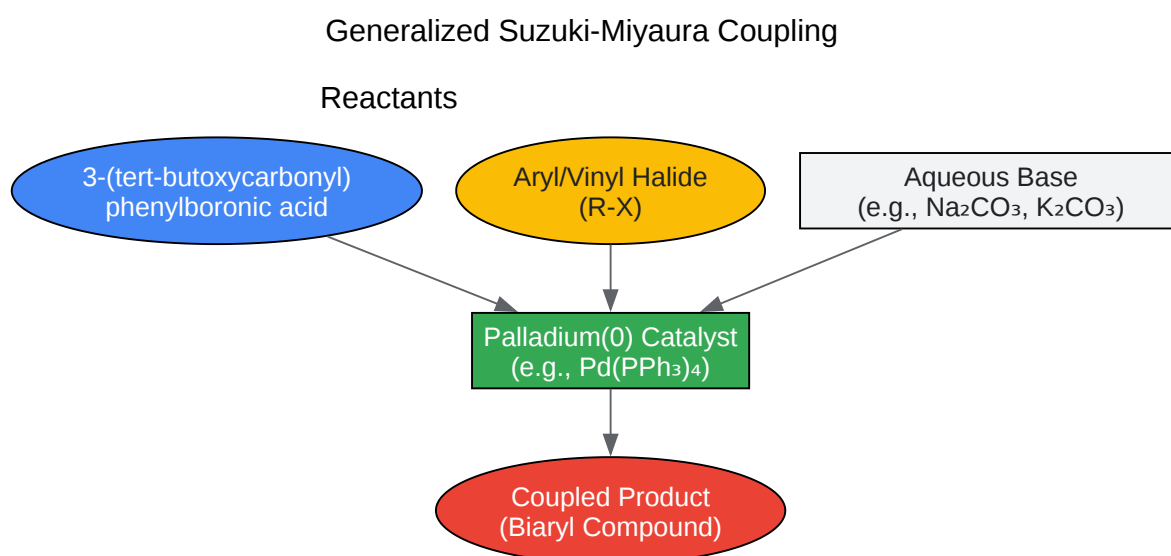 Generalized Suzuki-Miyaura Coupling
Reactants
3-(tert-butoxycarbonyl)
phenylboronic acid
Aryl/Vinyl Halide
(R-X)
Aqueous Base
(e.g., Na₂CO₃, K₂CO₃)
Palladium(0) Catalyst
(e.g., Pd(PPh₃)₄)
Coupled Product
(Biaryl Compound)